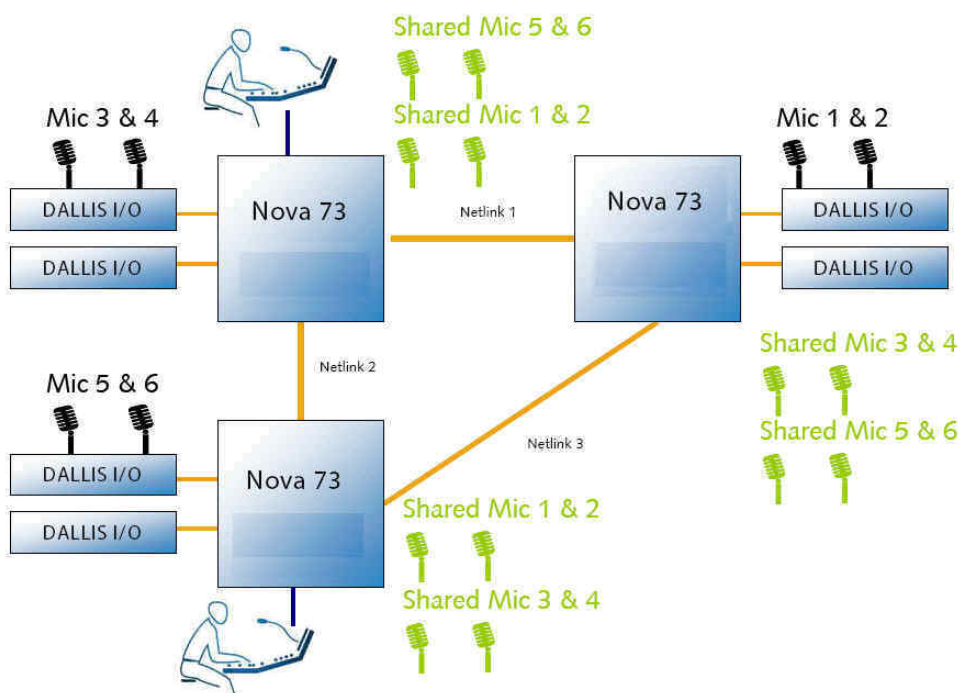 Shared Mic 5 & 6
Mic 3 & 4
Shared Mic 1 & 2
Mic 1 & 2
DALLIS I/O
Nova 73
Netlink 1
Nova 73
DALLIS I/O
DALLIS I/O
DALLIS I/O
Netlink 2
Shared Mic 3 & 4
Mic 5 & 6
Shared Mic 5 & 6
Netlink 3
DALLIS I/O
Nova 73
DALLIS I/O
Shared Mic 1 & 2
Shared Mic 3 & 4